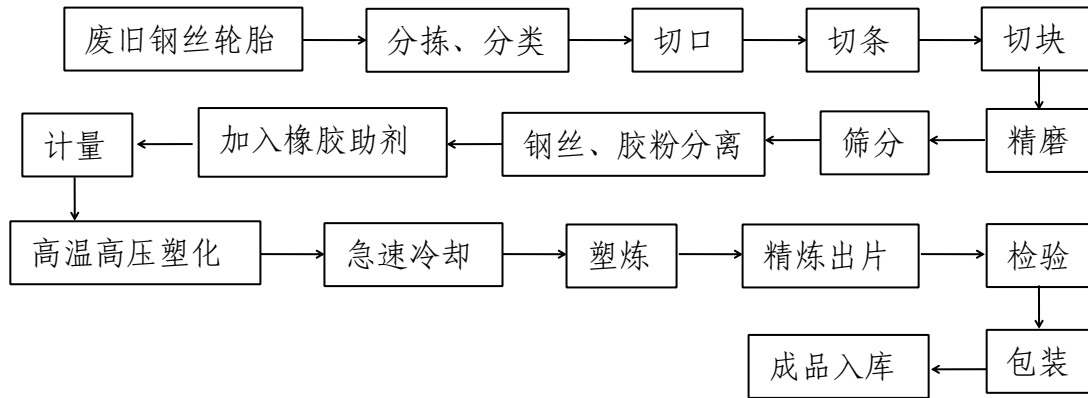 废旧钢丝轮胎
分拣、分类
切口
切条
切块
精磨
筛分
钢丝、胶粉分离
加入橡胶助剂
计量
高温高压塑化
急速冷却
塑炼
精炼出片
检验
包装
成品入库